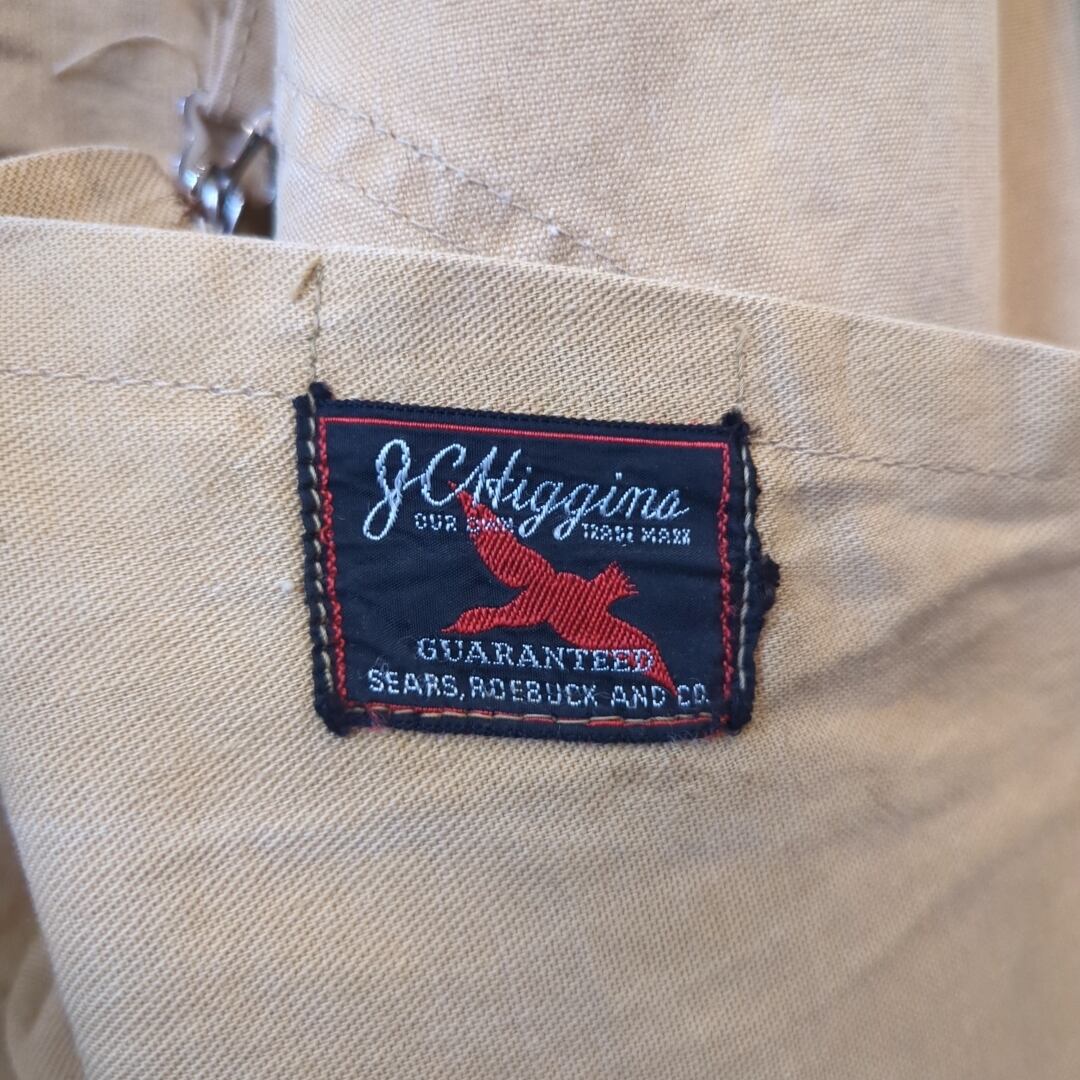 J.C.Higgins
OUR OWN TRADE MARK
GUARANTEED
SEARS, ROEBUCK AND CO.